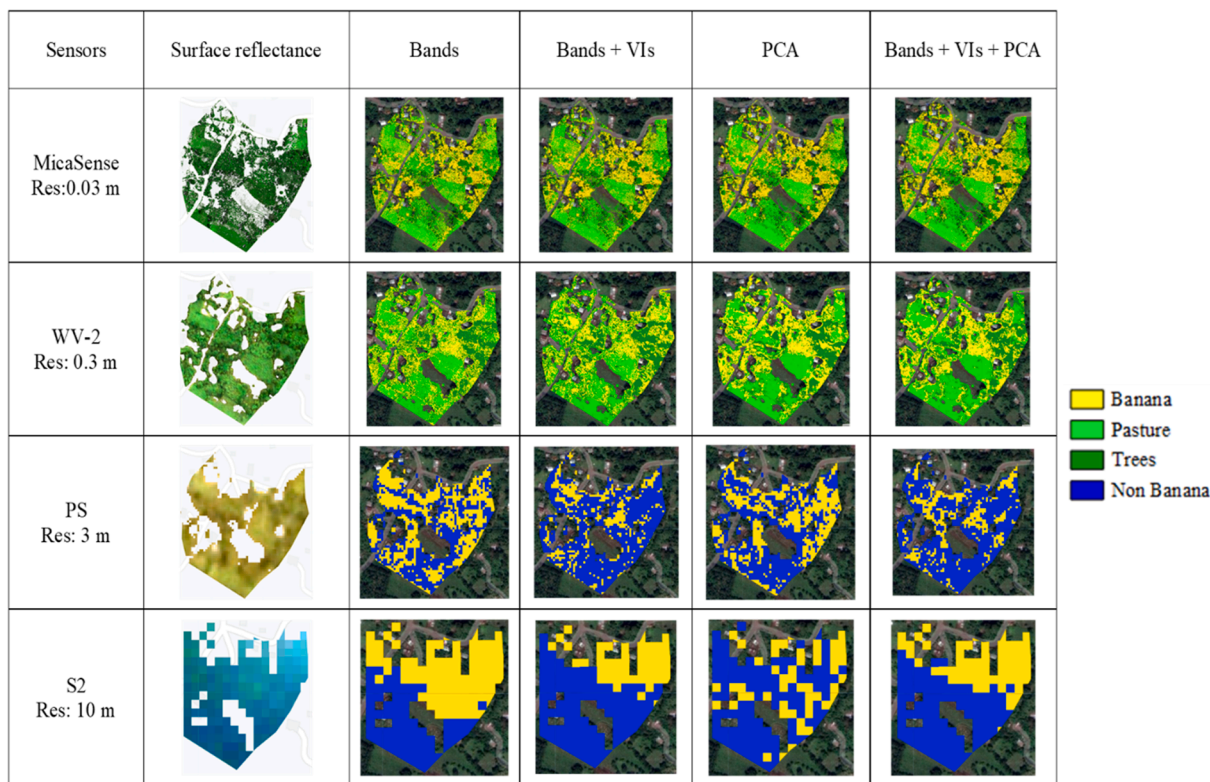 Sensors Surface reflectance Bands Bands + VIs PCA Bands + VIs + PCA
MicaSense
Res:0.03 m
WV-2
Res: 0.3 m
PS
Res: 3 m
S2
Res: 10 m
Banana
Pasture
Trees
Non Banana